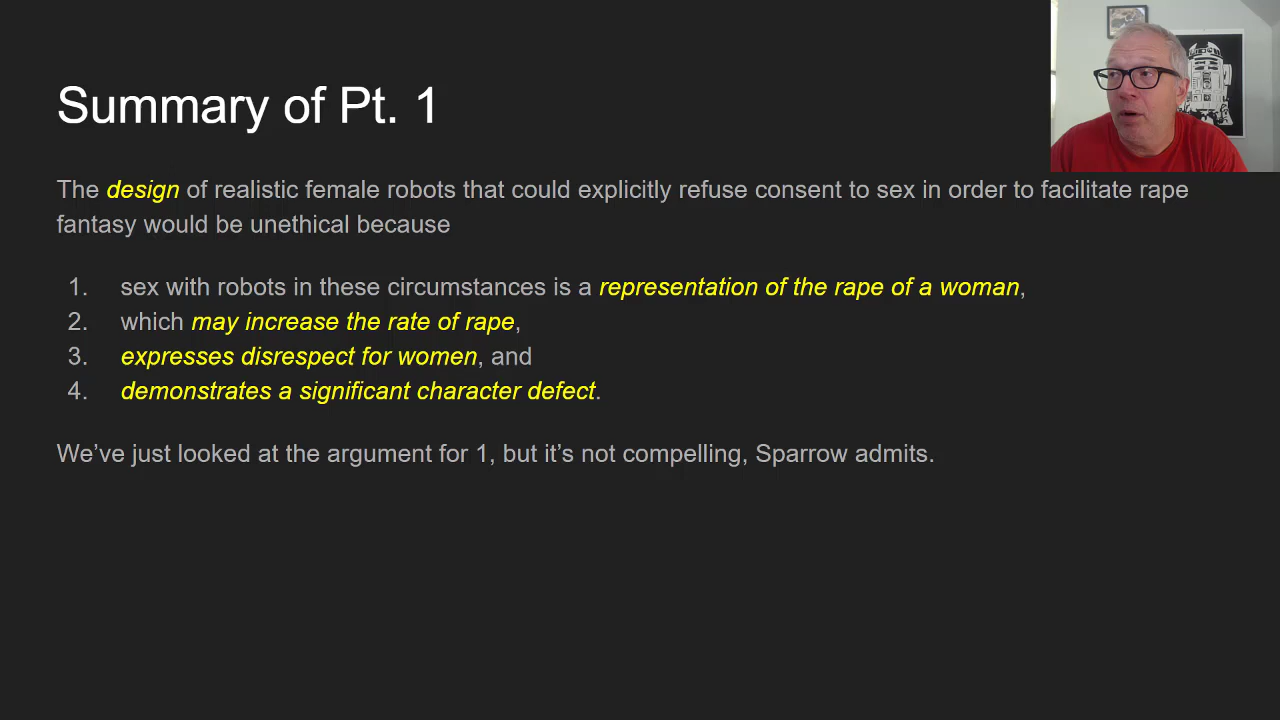 Summary of Pt. 1
The design of realistic female robots that could explicitly refuse consent to sex in order to facilitate rape
fantasy would be unethical because
1. sex with robots in these circumstances is a representation of the rape of a woman,
2. which may increase the rate of rape,
3. expresses disrespect for women, and
4. demonstrates a significant character defect.
We've just looked at the argument for 1, but it's not compelling, Sparrow admits.